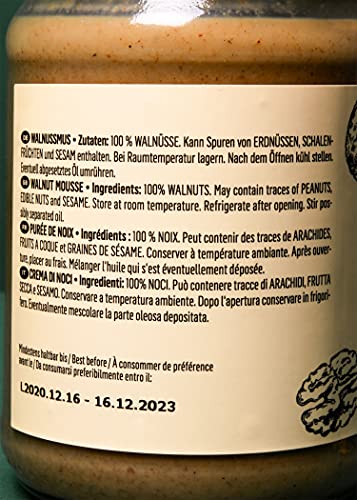 DE WALNUSSMUS • Zutaten: 100 % WALNÜSSE. Kann Spuren von ERDNÜSSEN, SCHALEN-
FRÜCHTEN und SESAM enthalten. Bei Raumtemperatur lagern. Nach dem Öffnen kühl stellen.
Eventuell abgesetztes Öl umrühren.
WALNUT MOUSSE • Ingredients: 100% WALNUTS. May contain traces of PEANUTS,
EDIBLE NUTS and SESAME. Store at room temperature. Refrigerate after opening. Stir pos-
sibly separated oil.
PURÉE DE NOIX • Ingrédients : 100 % NOIX. Peut contenir des traces de ARACHIDES,
FRUITS A COQUE et GRAINES DE SÉSAME. Conserver à température ambiante. Après ouver-
ture, placer au frais. Mélanger l'huile qui s'est éventuellement déposée.
IT CREMA DI NOCI • Ingredienti: 100% NOCI. Può contenere tracce di ARACHIDI, FRUTTA
SECCA e SESAMO. Conservare a temperatura ambiente. Dopo l'apertura conservare in frigori-
fero. Eventualmente mescolare la parte oleosa depositata.
Mindestens haltbar bis / Best before / À consommer de préférence
avant le / Da consumarsi preferibilmente entro il:
L2020.12.16 - 16.12.2023